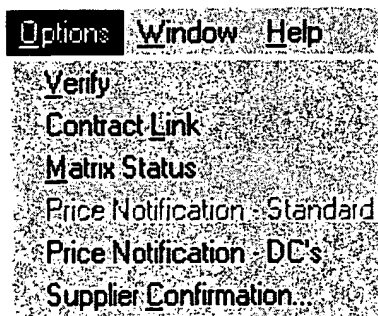 Options Window Help
Verify
Contract Link
Matrix Status
Price Notification - Standard
Price Notification - DC's
Supplier Confirmation...